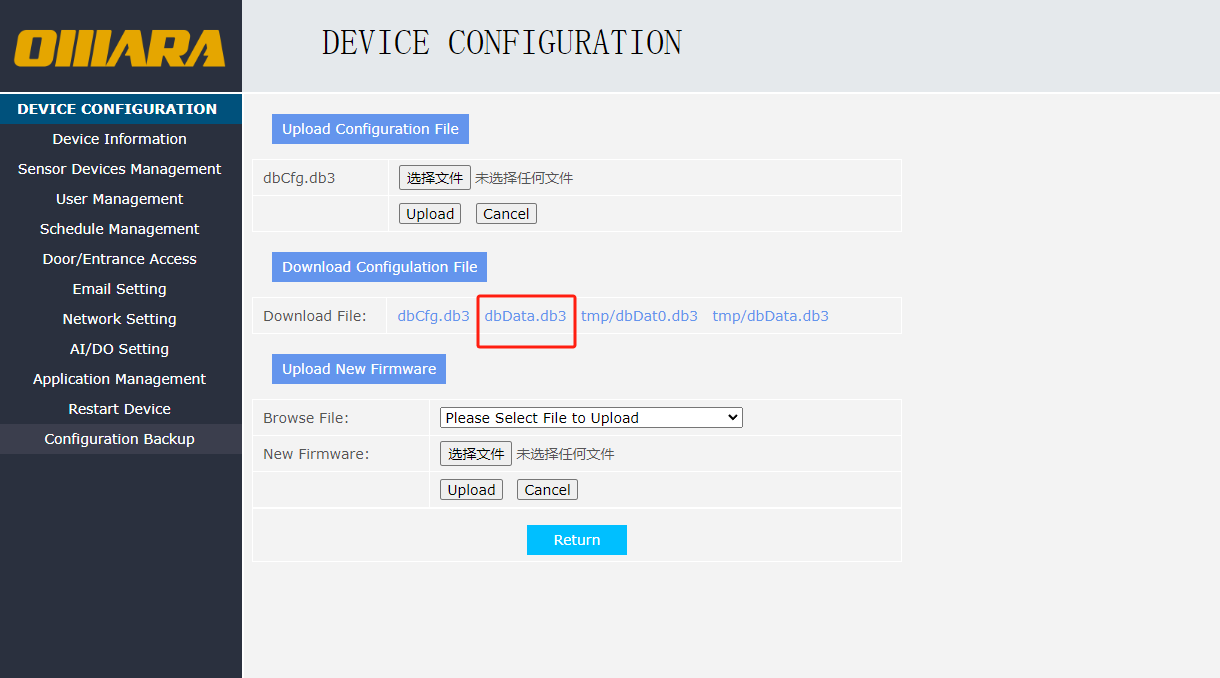 OMARA
DEVICE CONFIGURATION
DEVICE CONFIGURATION
Device Information
Sensor Devices Management
User Management
Schedule Management
Door/Entrance Access
Email Setting
Network Setting
AI/DO Setting
Application Management
Restart Device
Configuration Backup
Upload Configuration File
dbCfg.db3 选择文件 未选择任何文件
Upload Cancel
Download Configulation File
Download File: dbCfg.db3 dbData.db3 tmp/dbDat0.db3 tmp/dbData.db3
Upload New Firmware
Browse File: Please Select File to Upload
New Firmware: 选择文件 未选择任何文件
Upload Cancel
Return